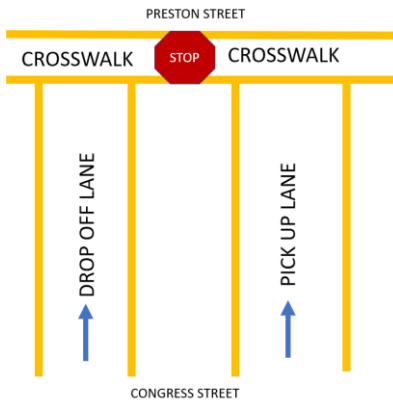 PRESTON STREET
CROSSWALK STOP CROSSWALK
DROP OFF LANE
PICK UP LANE
CONGRESS STREET